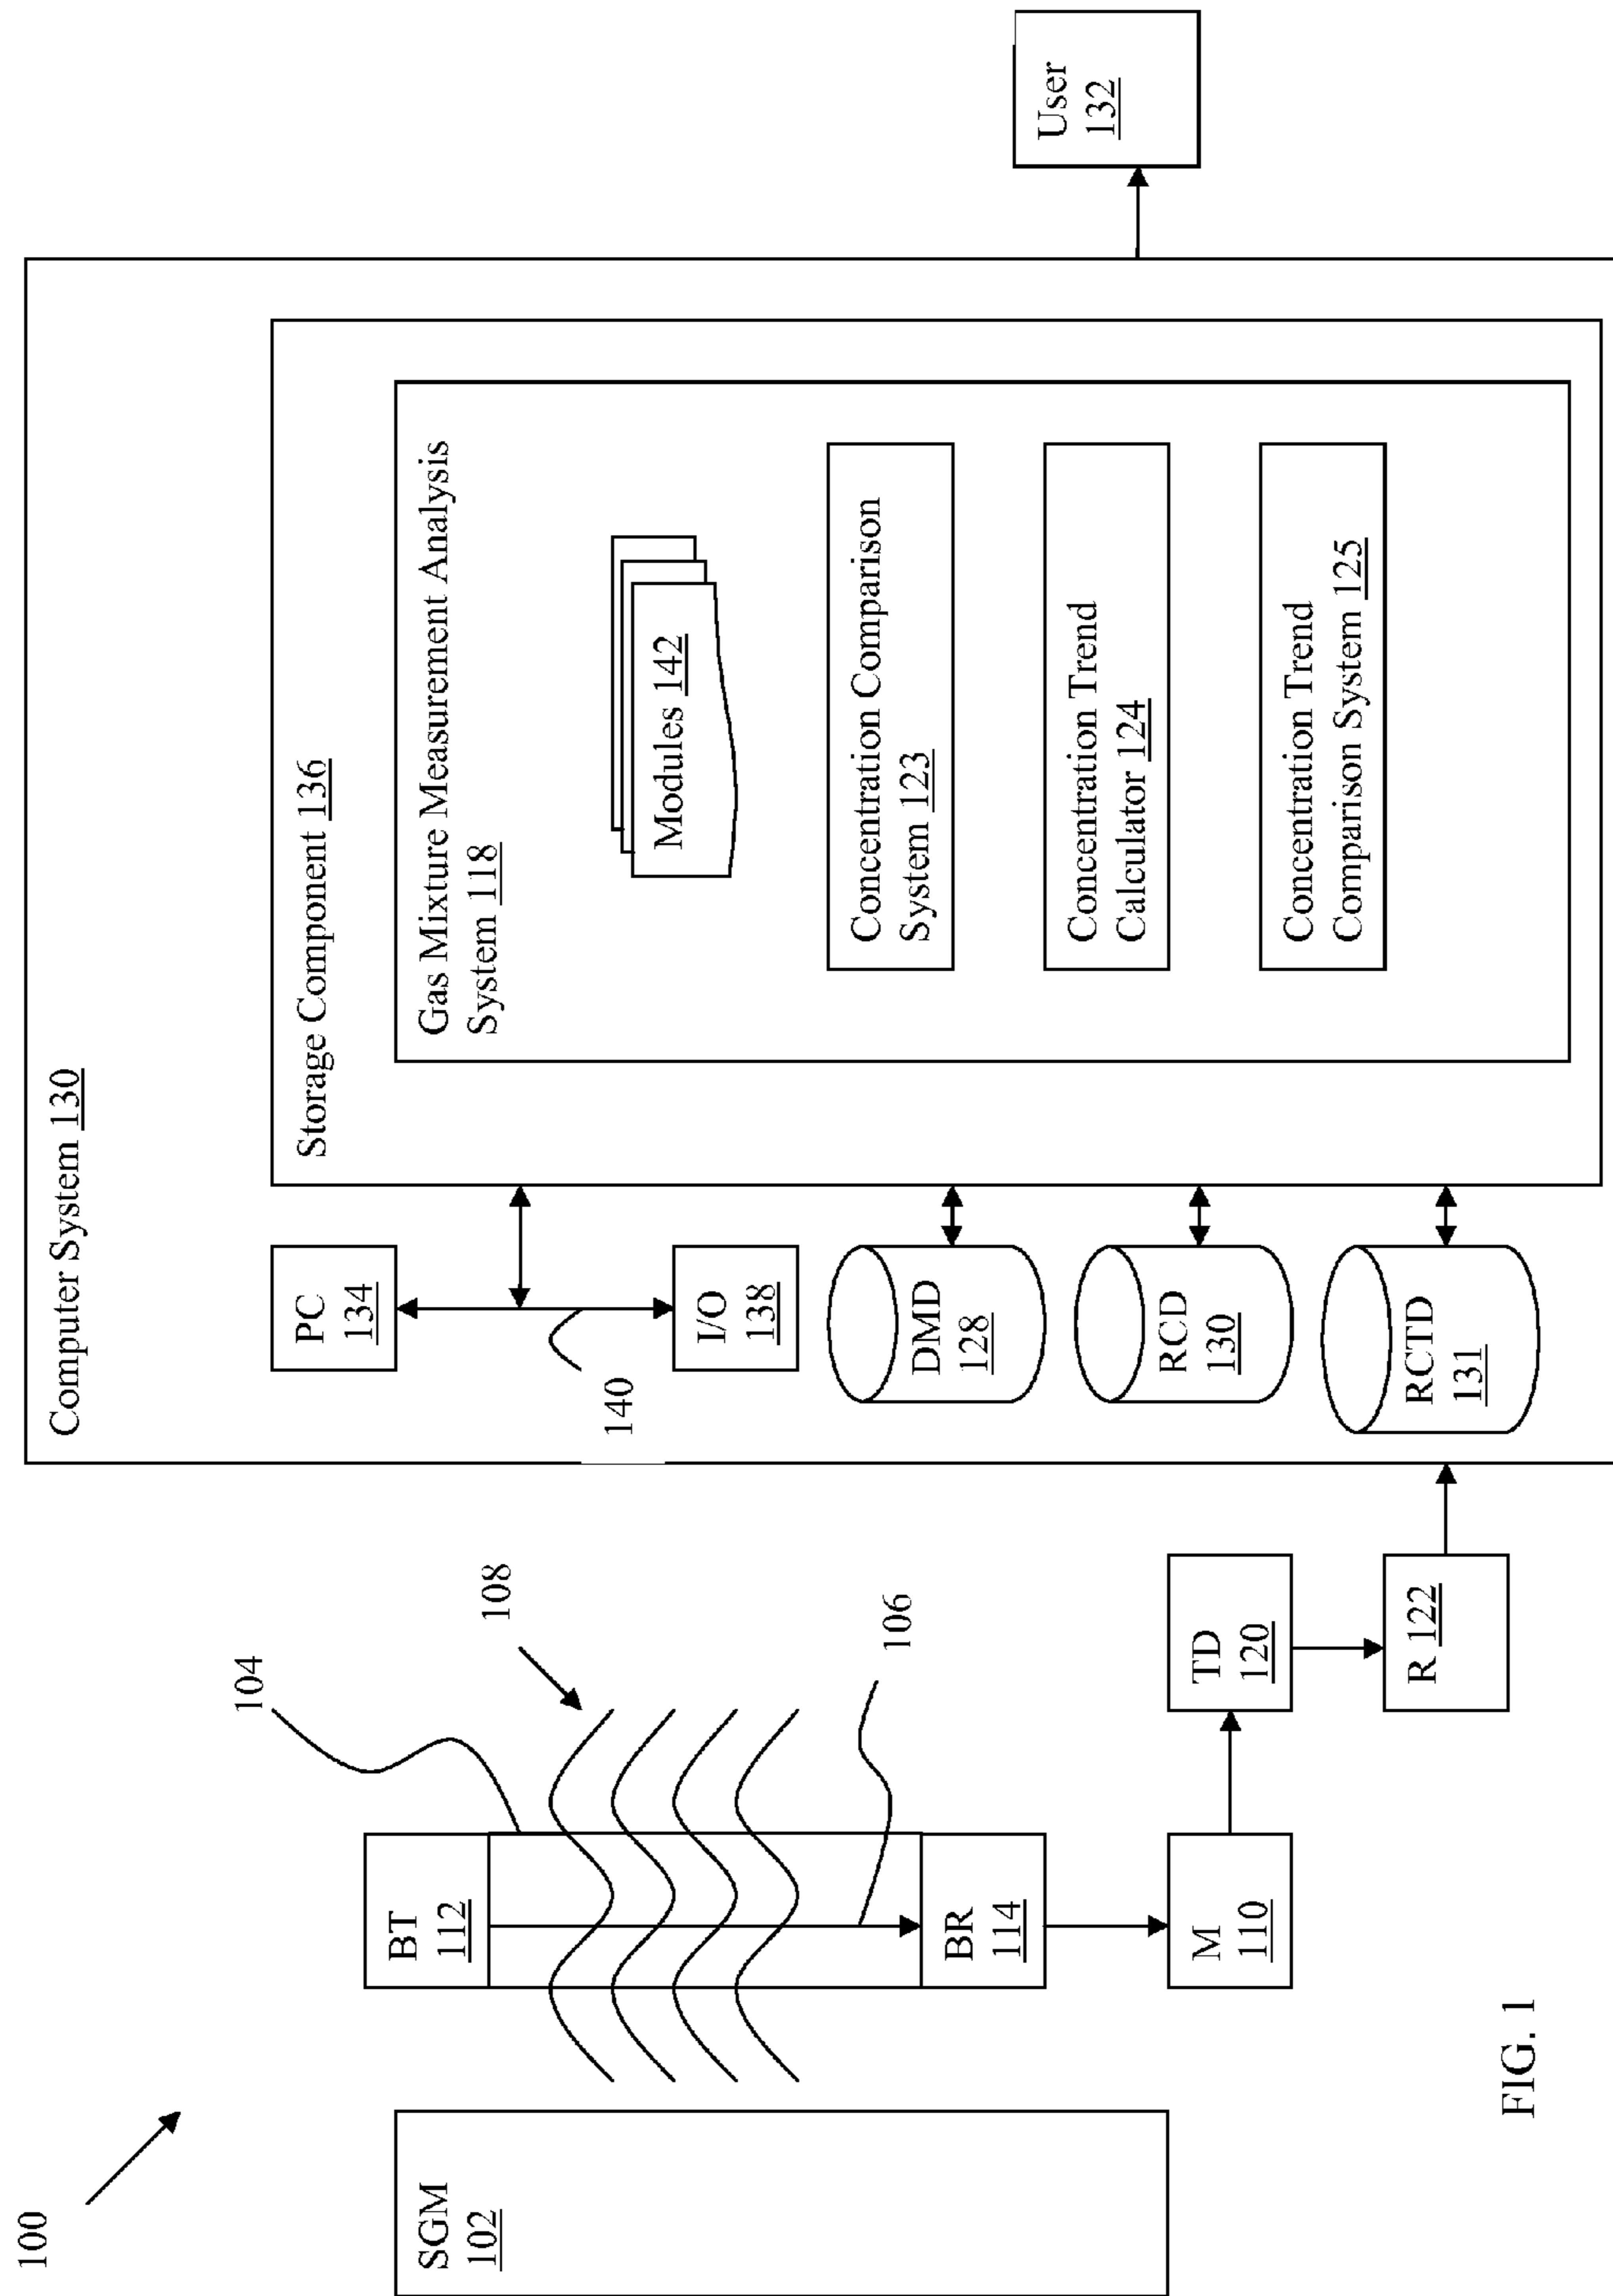 100
SGM
102
BT
112
104
108
106
BR
114
M
110
TD
120
R 122
Computer System 130
PC
134
140
I/O
138
DMD
128
RCD
130
RCTD
131
Storage Component 136
Gas Mixture Measurement Analysis
System 118
Modules 142
Concentration Comparison
System 123
Concentration Trend
Calculator 124
Concentration Trend
Comparison System 125
User
132
FIG. 1